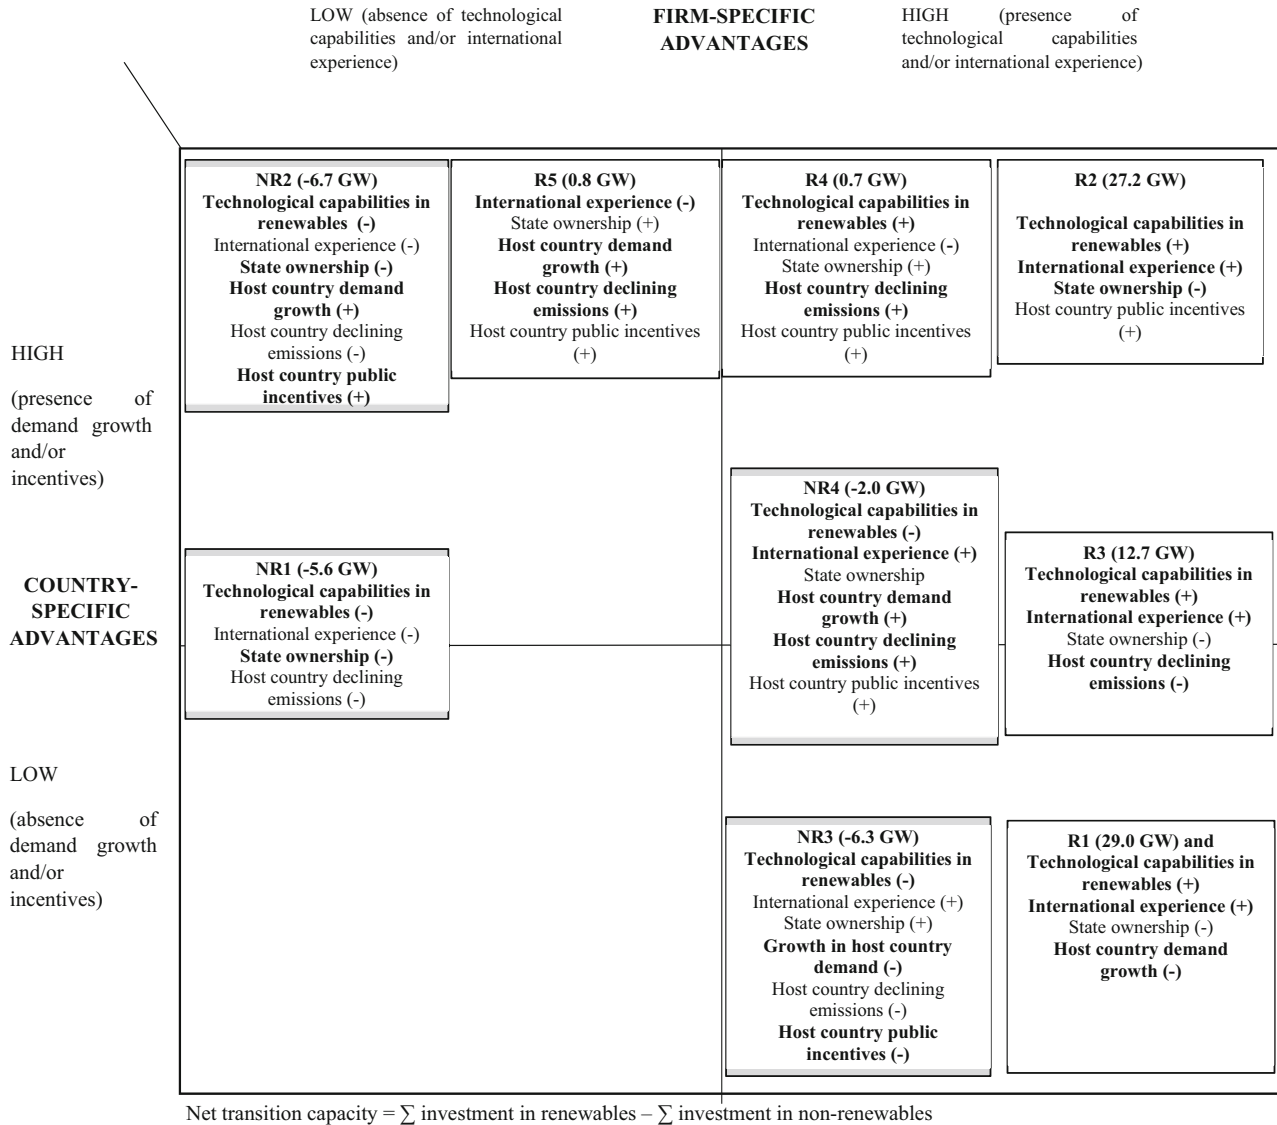 LOW (absence of technological
capabilities and/or international
experience)
FIRM-SPECIFIC
ADVANTAGES
HIGH (presence of
technological capabilities
and/or international experience)
NR2 (-6.7 GW)
Technological capabilities in
renewables (-)
International experience (-)
State ownership (-)
Host country demand
growth (+)
Host country declining
emissions (-)
Host country public
incentives (+)
R5 (0.8 GW)
International experience (-)
State ownership (+)
Host country demand
growth (+)
Host country declining
emissions (+)
Host country public incentives
(+)
R4 (0.7 GW)
Technological capabilities in
renewables (+)
International experience (-)
State ownership (+)
Host country declining
emissions (+)
Host country public incentives
(+)
R2 (27.2 GW)
Technological capabilities in
renewables (+)
International experience (+)
State ownership (-)
Host country public incentives
(+)
HIGH
(presence of
demand growth
and/or
incentives)
COUNTRY-
SPECIFIC
ADVANTAGES
NR1 (-5.6 GW)
Technological capabilities in
renewables (-)
International experience (-)
State ownership (-)
Host country declining
emissions (-)
NR4 (-2.0 GW)
Technological capabilities in
renewables (-)
International experience (+)
State ownership
Host country demand
growth (+)
Host country declining
emissions (+)
Host country public incentives
(+)
R3 (12.7 GW)
Technological capabilities in
renewables (+)
International experience (+)
State ownership (-)
Host country declining
emissions (-)
LOW
(absence of
demand growth
and/or
incentives)
NR3 (-6.3 GW)
Technological capabilities in
renewables (-)
International experience (+)
State ownership (+)
Growth in host country
demand (-)
Host country declining
emissions (-)
Host country public
incentives (-)
R1 (29.0 GW) and
Technological capabilities in
renewables (+)
International experience (+)
State ownership (-)
Host country demand
growth (-)
Net transition capacity = ∑ investment in renewables – ∑ investment in non-renewables